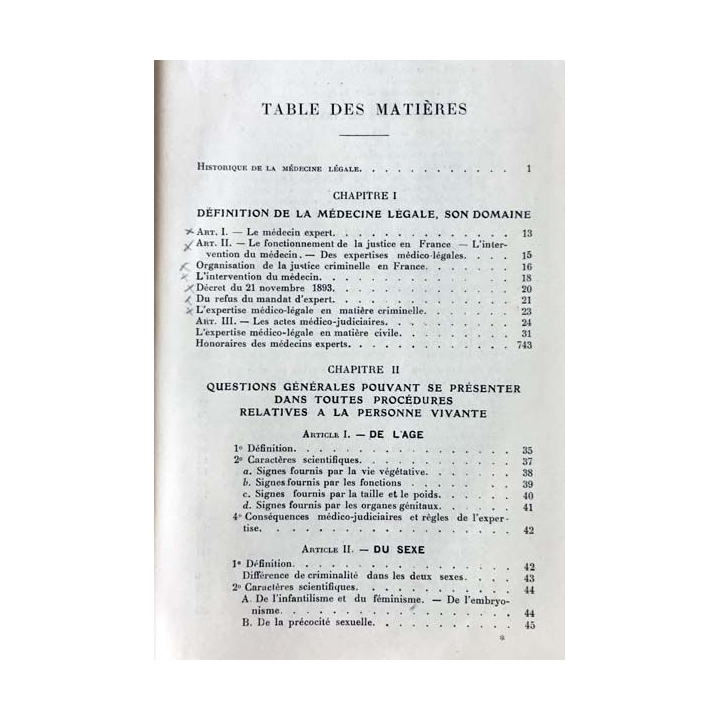 TABLE DES MATIÈRES
HISTORIQUE DE LA MÉDECINE LÉGALE. . . . . . . . . . . . 1
CHAPITRE I
DÉFINITION DE LA MÉDECINE LÉGALE, SON DOMAINE
ART. I. — Le médecin expert. . . . . . . . . . . . . . 13
ART. II. — Le fonctionnement de la justice en France — L'inter-
vention du médecin. — Des expertises médico-légales. . . . . 15
Organisation de la justice criminelle en France. . . . . . . 16
L'intervention du médecin. . . . . . . . . . . . . . 18
Décret du 21 novembre 1893. . . . . . . . . . . . . 20
Du refus du mandat d'expert. . . . . . . . . . . . . 21
L'expertise médico-légale en matière criminelle. . . . . . . 23
ART. III. — Les actes médico-judiciaires. . . . . . . . . . 24
L'expertise médico-légale en matière civile. . . . . . . . . 31
Honoraires des médecins experts. . . . . . . . . . . . 743
CHAPITRE II
QUESTIONS GÉNÉRALES POUVANT SE PRÉSENTER
DANS TOUTES PROCÉDURES
RELATIVES A LA PERSONNE VIVANTE
ARTICLE I. — DE L'AGE
1º Définition. . . . . . . . . . . . . . . . . 35
2º Caractères scientifiques. . . . . . . . . . . . . 37
a. Signes fournis par la vie végétative. . . . . . . . 38
b. Signes fournis par les fonctions . . . . . . . . . 39
c. Signes fournis par la taille et le poids. . . . . . . 40
d. Signes fournis par les organes génitaux. . . . . . . 41
4º Conséquences médico-judiciaires et règles de l'exper-
tise. . . . . . . . . . . . . . . . . . . 42
ARTICLE II. — DU SEXE
1º Définition. . . . . . . . . . . . . . . . . 42
Différence de criminalité dans les deux sexes. . . . . 43
2º Caractères scientifiques. . . . . . . . . . . . . 44
A. De l'infantilisme et du féminisme. — De l'embryo-
nisme. . . . . . . . . . . . . . . . . . 44
B. De la précocité sexuelle. . . . . . . . . . . . 45
*